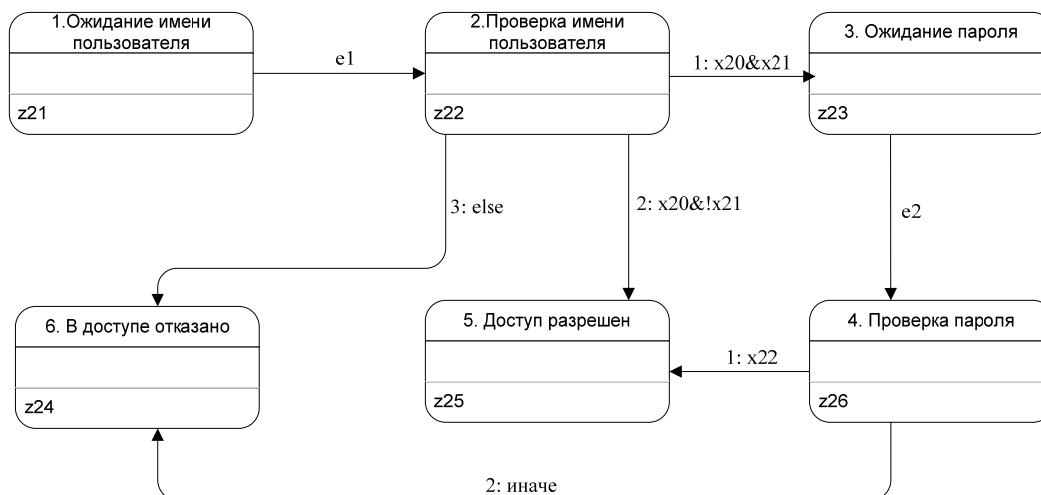 1.Ожидание имени
пользователя
z21
e1
2.Проверка имени
пользователя
z22
1: x20&x21
3. Ожидание пароля
z23
3: else
2: x20&!x21
e2
6. В доступе отказано
z24
5. Доступ разрешен
z25
1: x22
4. Проверка пароля
z26
2: иначе